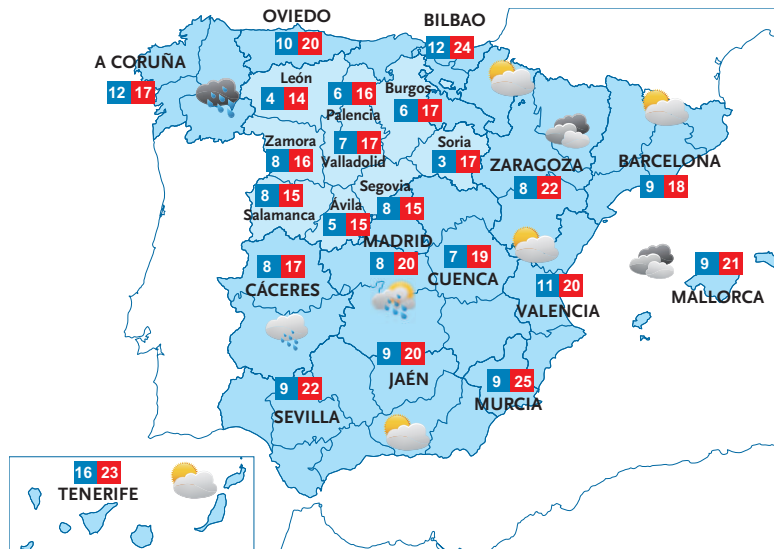 OVIEDO
10 20
BILBAO
12 24
A CORUÑA
12 17
León
4 14
6 16
Palencia
Burgos
6 17
Zamora
8 16
7 17
Valladolid
Soria
3 17
ZARAGOZA
8 22
BARCELONA
9 18
8 15
Salamanca
Ávila
5 15
Segovia
8 15
MADRID
8 20
7 19
CUENCA
8 17
CÁCERES
11 20
VALENCIA
9 21
MALLORCA
9 20
JAÉN
9 22
SEVILLA
9 25
MURCIA
16 23
TENERIFE